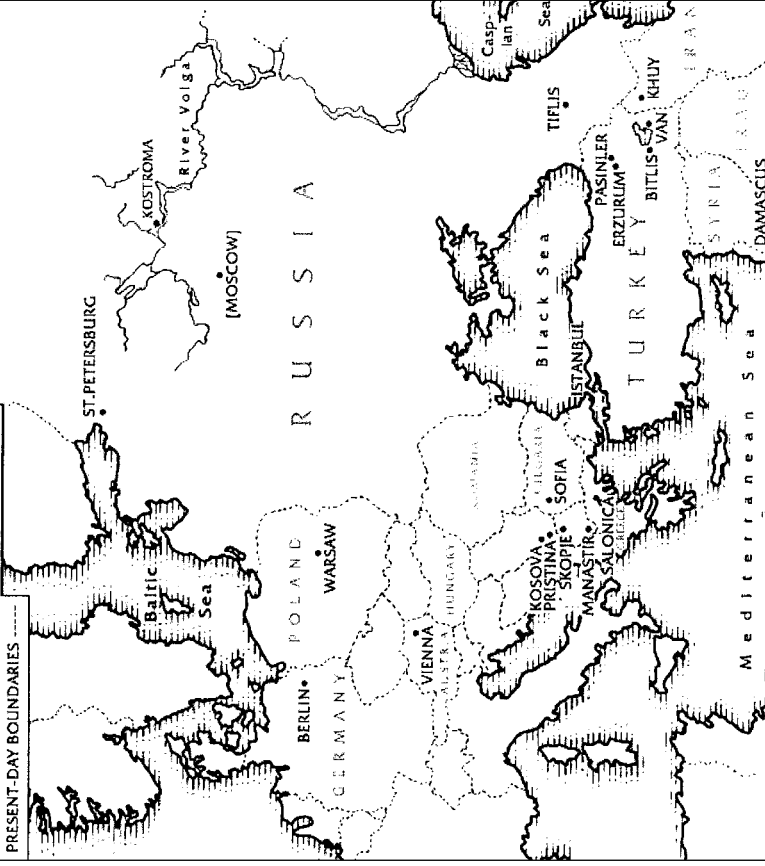 PRESENT-DAY BOUNDARIES -----
ST.PETERSBURG
KOSTROMA
River Volga
[MOSCOW]
RUSSIA
Baltic
Sea
POLAND
WARSAW
BERLIN
GERMANY
VIENNA
AUSTRIA
HUNGARY
Casp-
ian
Sea
TIFLIS
Black Sea
ISTANBUL
TURKEY
PASINLER
ERZURUM
BITLIS
VAN
KHUY
IRAN
IRAQ
SYRIA
DAMASCUS
SOFIA
KOSOVA
PRISTINA
SKOPJE
MANASTIR
SALONICA
GREECE
Mediterranean Sea